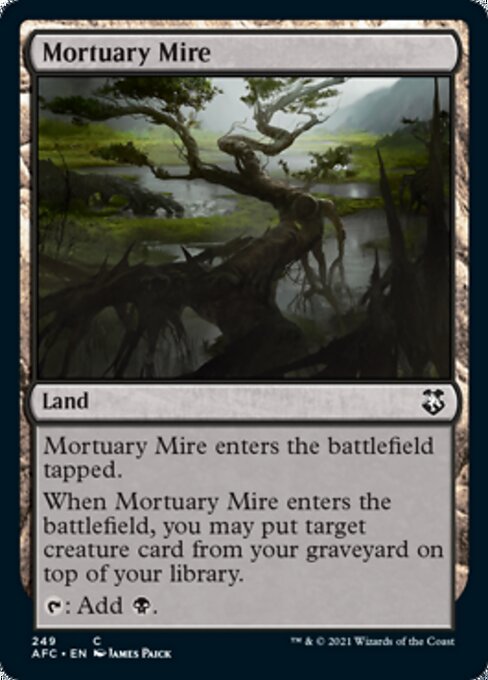 Mortuary Mire
Land
Mortuary Mire enters the battlefield
tapped.
When Mortuary Mire enters the
battlefield, you may put target
creature card from your graveyard on
top of your library.
: Add .
249 C
AFC • EN JAMES PAICK
™ & © 2021 Wizards of the Coast